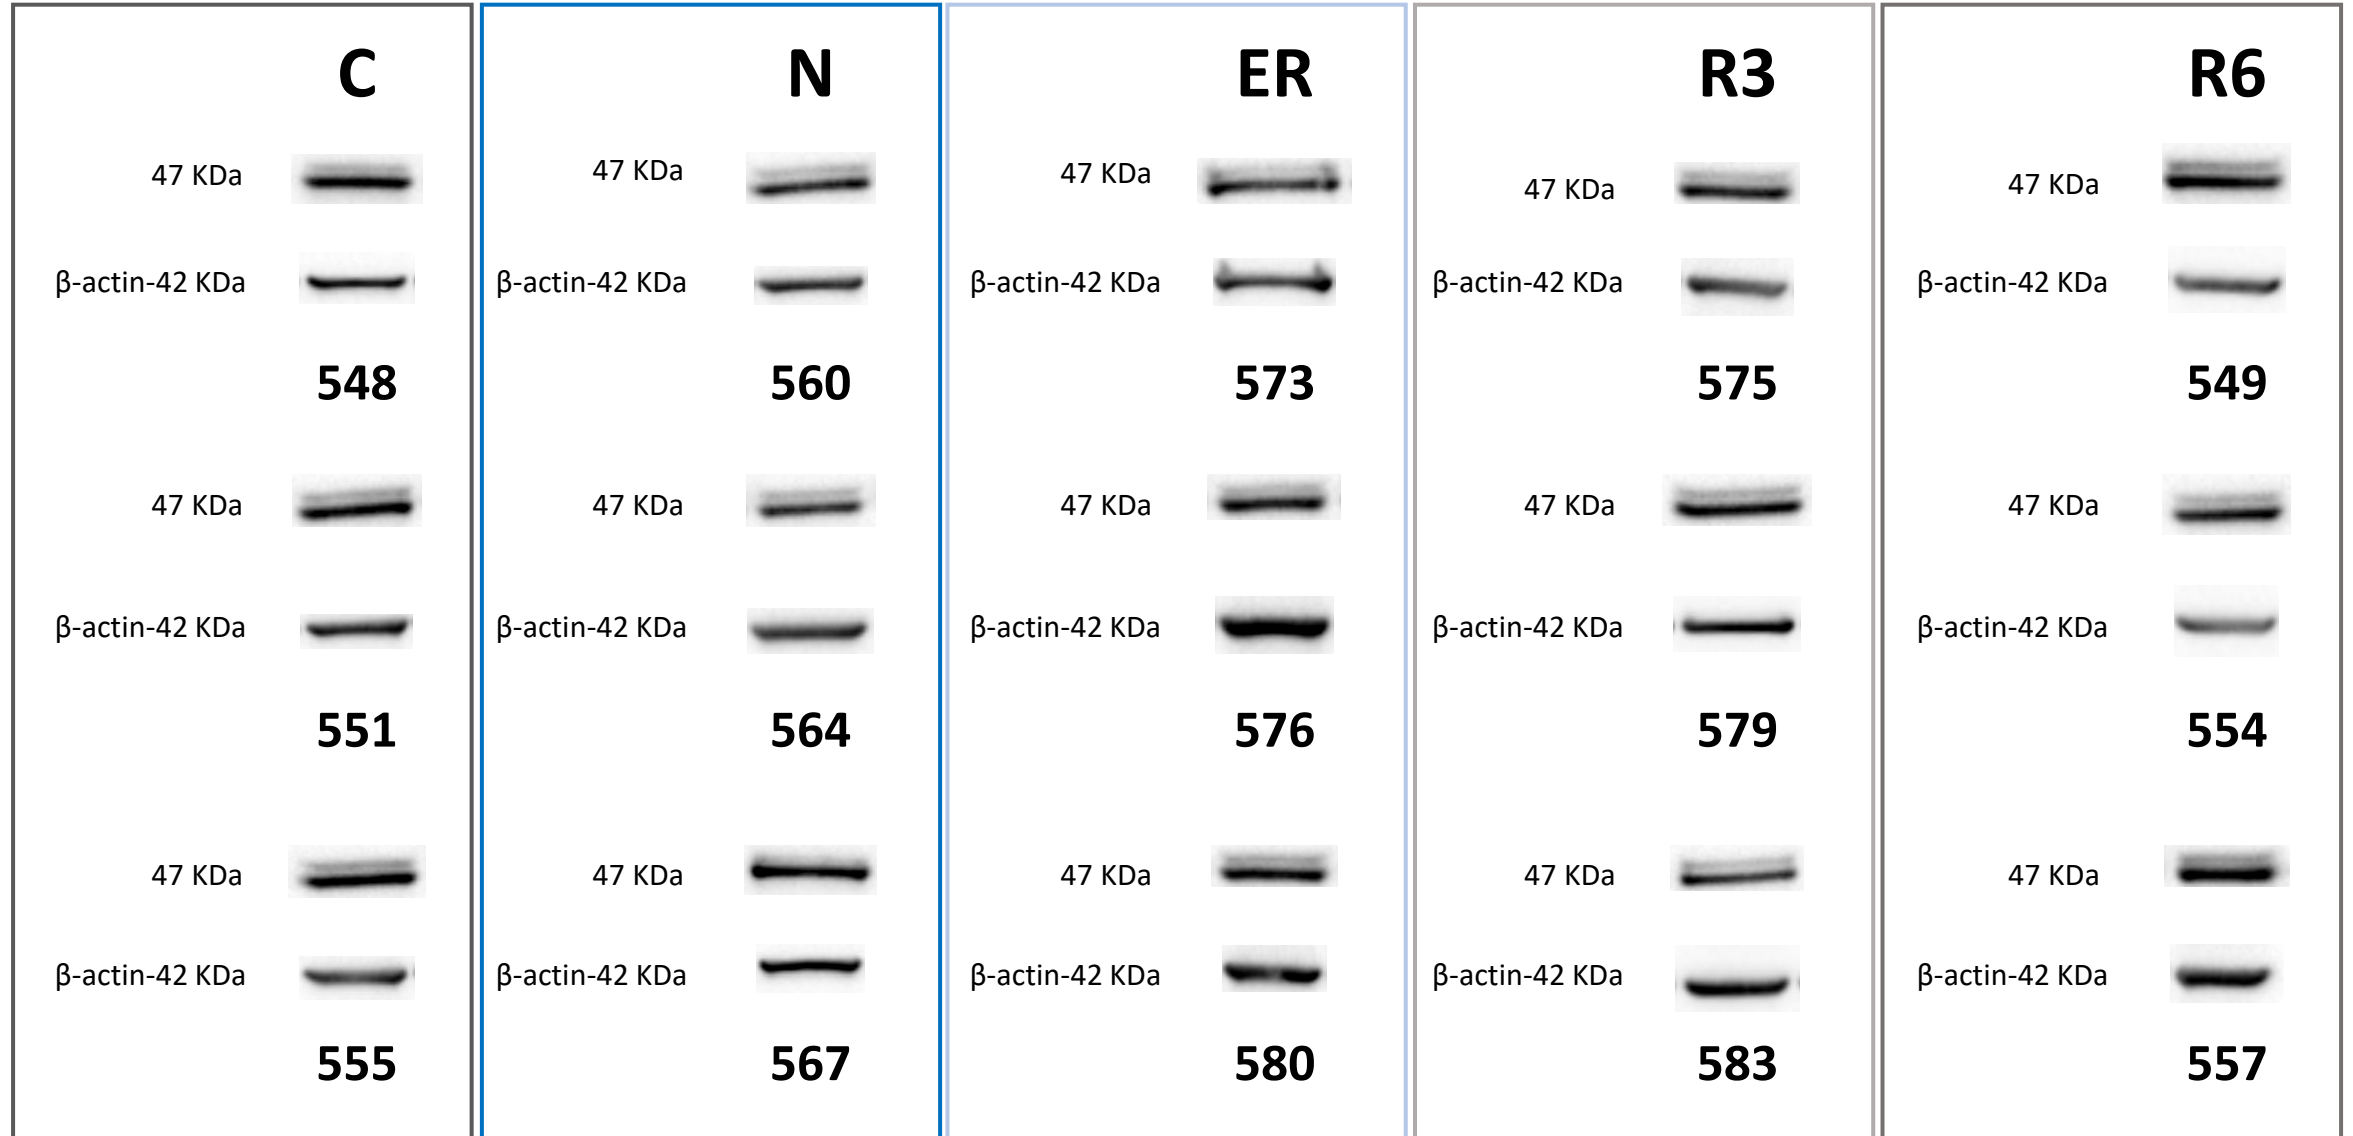 C
47 KDa
β-actin-42 KDa
548
47 KDa
β-actin-42 KDa
551
47 KDa
β-actin-42 KDa
555
N
47 KDa
β-actin-42 KDa
560
47 KDa
β-actin-42 KDa
564
47 KDa
β-actin-42 KDa
567
ER
47 KDa
β-actin-42 KDa
573
47 KDa
β-actin-42 KDa
576
47 KDa
β-actin-42 KDa
580
R3
47 KDa
β-actin-42 KDa
575
47 KDa
β-actin-42 KDa
579
47 KDa
β-actin-42 KDa
583
R6
47 KDa
β-actin-42 KDa
549
47 KDa
β-actin-42 KDa
554
47 KDa
β-actin-42 KDa
557